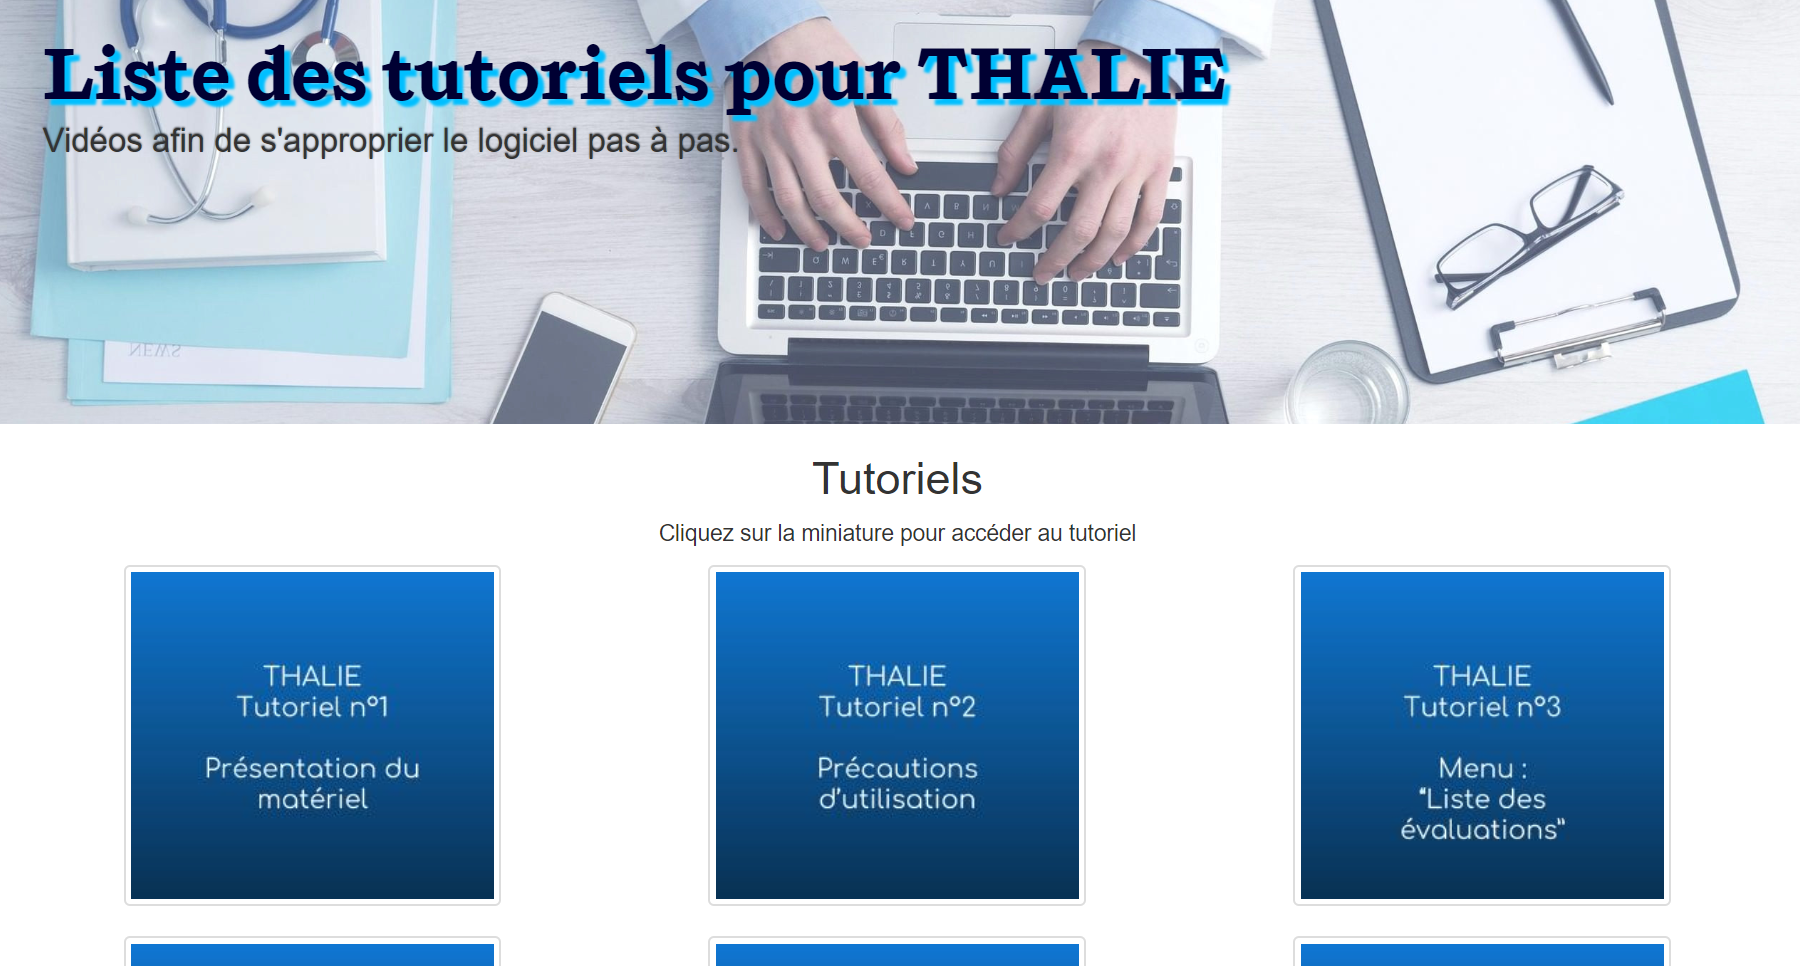 Liste des tutoriels pour THALIE
Vidéos afin de s'approprier le logiciel pas à pas.
NEWS
Tutoriels
Cliquez sur la miniature pour accéder au tutoriel
THALIE
Tutoriel n°1
Présentation du
matériel
THALIE
Tutoriel n°2
Précautions
d’utilisation
THALIE
Tutoriel n°3
Menu :
“Liste des
évaluations”